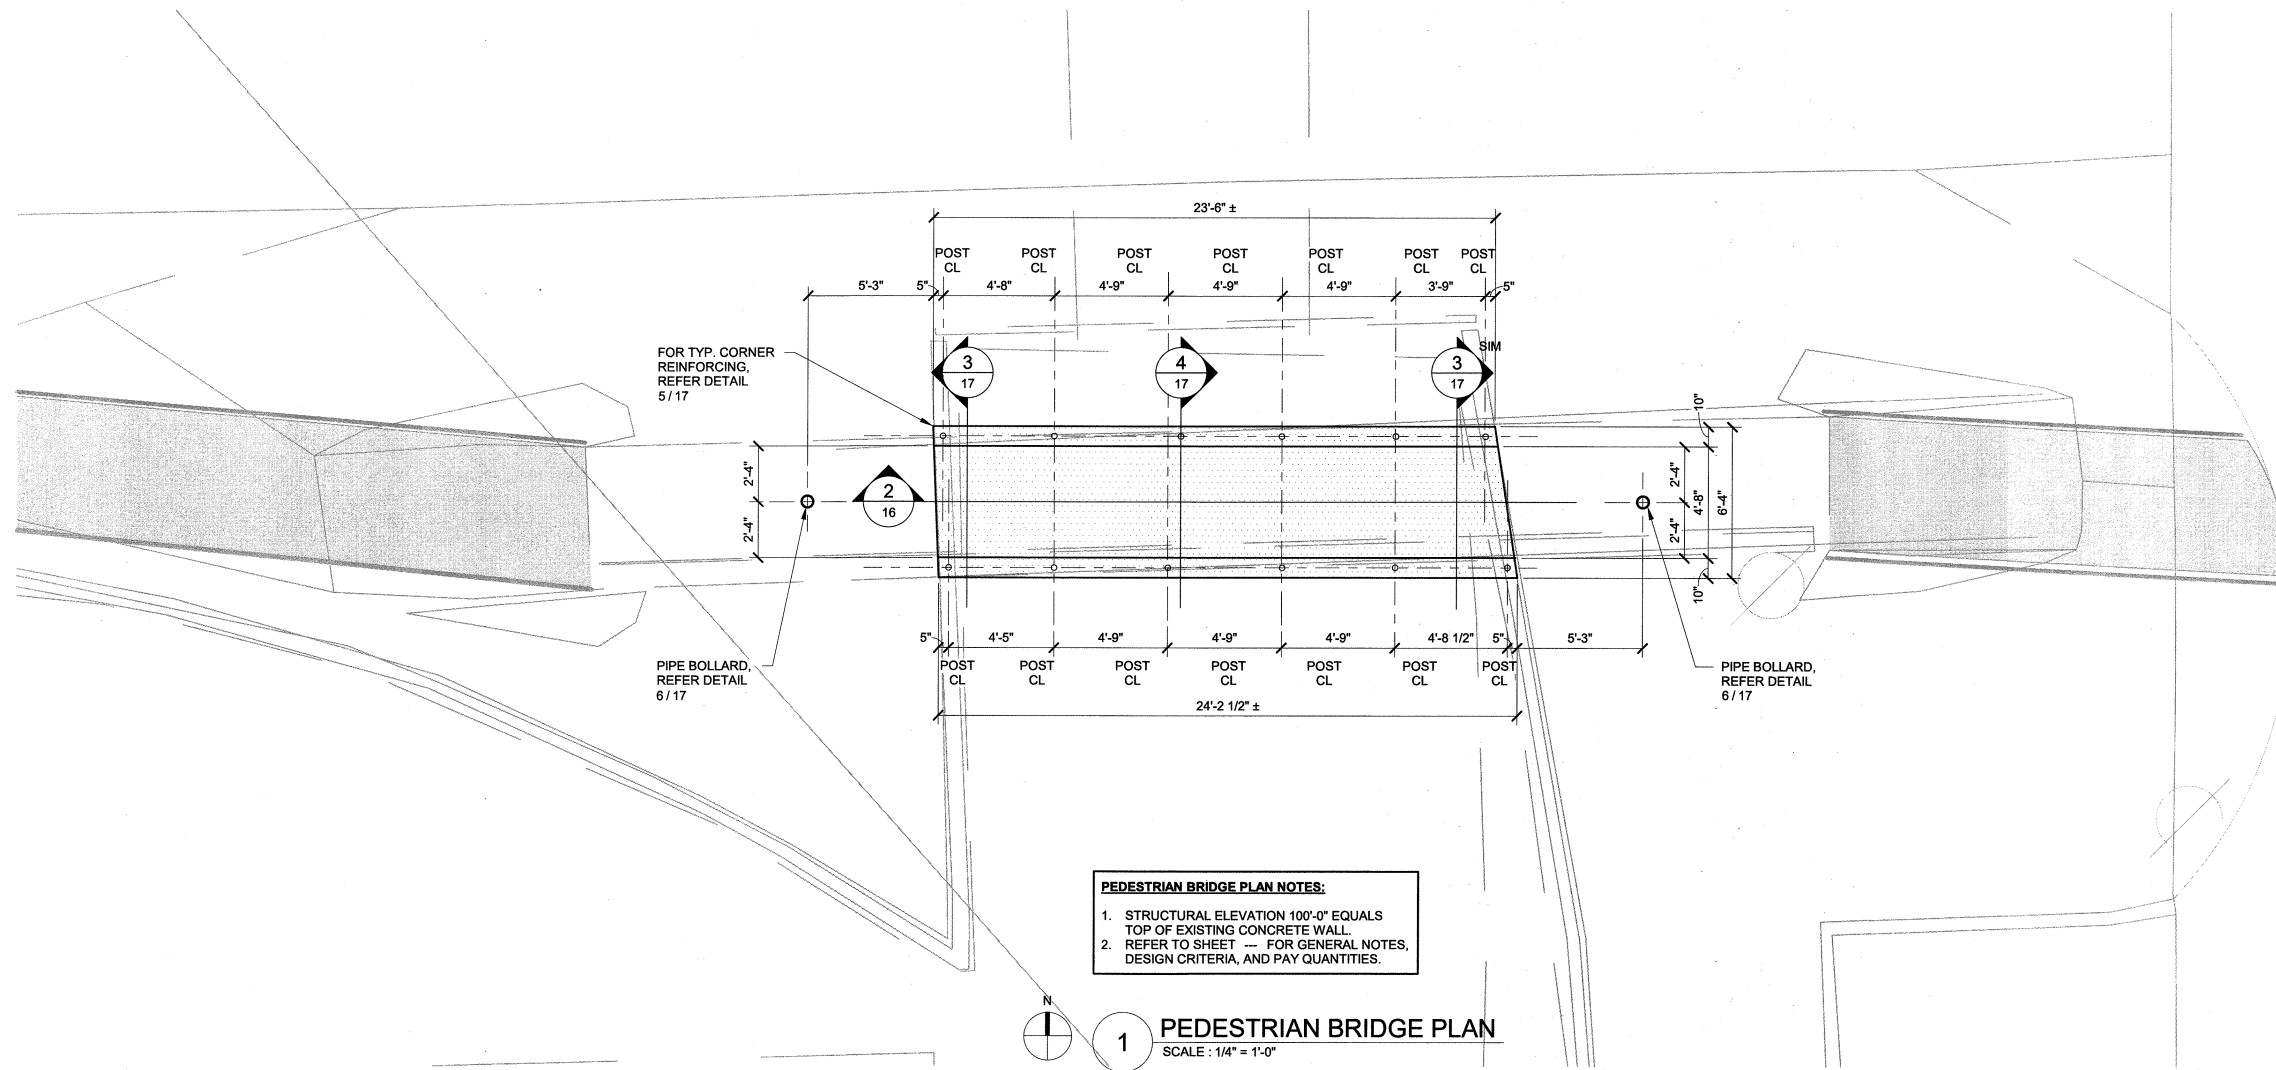 23'-6" ±
POST CL
POST CL
POST CL
POST CL
POST CL
POST CL
POST CL
5'-3"
5"
4'-8"
4'-9"
4'-9"
4'-9"
3'-9"
5"
FOR TYP. CORNER
REINFORCING,
REFER DETAIL
5 / 17
3
17
4
17
3
17
SIM
10"
2'-4"
2'-4"
2
16
2'-4"
2'-4"
4'-8"
6'-4"
10"
5"
4'-5"
4'-9"
4'-9"
4'-9"
4'-8 1/2"
5"
5'-3"
POST CL
POST CL
POST CL
POST CL
POST CL
POST CL
POST CL
PIPE BOLLARD,
REFER DETAIL
6 / 17
PIPE BOLLARD,
REFER DETAIL
6 / 17
24'-2 1/2" ±
PEDESTRIAN BRIDGE PLAN NOTES:
1. STRUCTURAL ELEVATION 100'-0" EQUALS
TOP OF EXISTING CONCRETE WALL.
2. REFER TO SHEET --- FOR GENERAL NOTES,
DESIGN CRITERIA, AND PAY QUANTITIES.
N
1
PEDESTRIAN BRIDGE PLAN
SCALE : 1/4" = 1'-0"